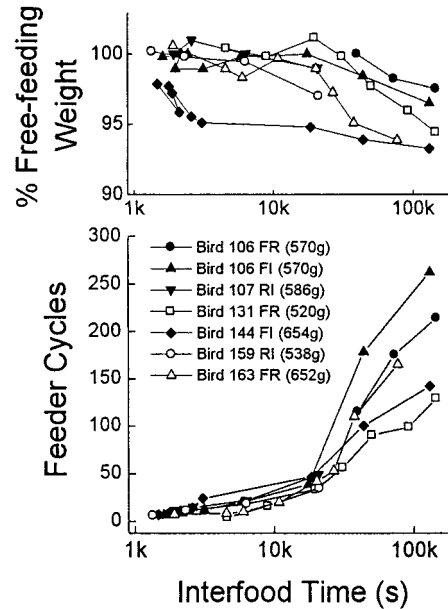 % Free-feeding
Weight
100
95
90
1k
10k
100k
Feeder Cycles
300
250
200
150
100
50
0
Bird 106 FR (570g)
Bird 106 FI (570g)
Bird 107 RI (586g)
Bird 131 FR (520g)
Bird 144 FI (654g)
Bird 159 RI (538g)
Bird 163 FR (652g)
1k
10k
100k
Interfood Time (s)